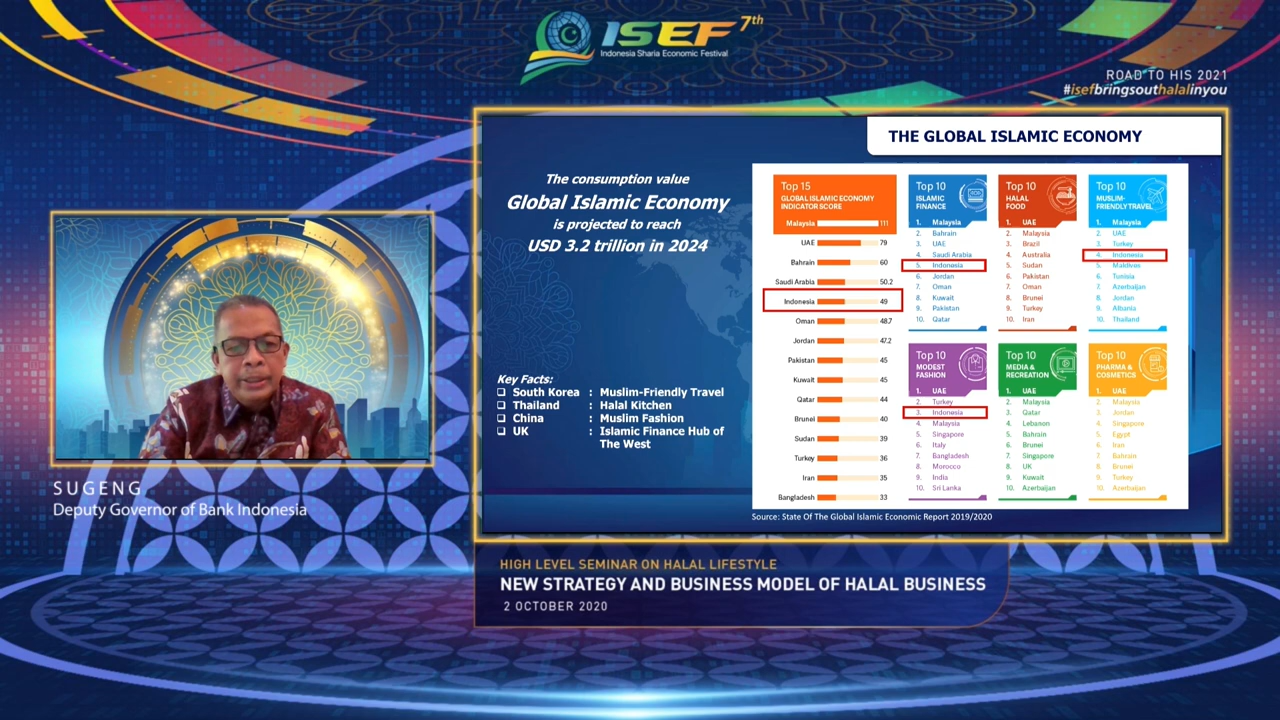 ISEF 7th
Indonesia Sharia Economic Festival
ROAD TO HIS 2021
#isefbringsouthalalinyou
THE GLOBAL ISLAMIC ECONOMY
The consumption value
Global Islamic Economy
is projected to reach
USD 3.2 trillion in 2024
Key Facts:
South Korea : Muslim-Friendly Travel
Thailand : Halal Kitchen
China : Muslim Fashion
UK : Islamic Finance Hub of
The West
Top 15
GLOBAL ISLAMIC ECONOMY
INDICATOR SCORE
Malaysia 111
UAE 79
Bahrain 60
Saudi Arabia 50.2
Indonesia 49
Oman 48.7
Jordan 47.2
Pakistan 45
Kuwait 45
Qatar 44
Brunei 40
Sudan 39
Turkey 36
Iran 35
Bangladesh 33
Top 10
ISLAMIC
FINANCE
1. Malaysia
2. Bahrain
3. UAE
4. Saudi Arabia
5. Indonesia
6. Jordan
7. Oman
8. Kuwait
9. Pakistan
10. Qatar
Top 10
HALAL
FOOD
1. UAE
2. Malaysia
3. Brazil
4. Australia
5. Sudan
6. Pakistan
7. Oman
8. Brunei
9. Turkey
10. Iran
Top 10
MUSLIM-
FRIENDLY TRAVEL
1. Malaysia
2. UAE
3. Turkey
4. Indonesia
5. Maldives
6. Tunisia
7. Azerbaijan
8. Jordan
9. Albania
10. Thailand
Top 10
MODEST
FASHION
1. UAE
2. Turkey
3. Indonesia
4. Malaysia
5. Singapore
6. Italy
7. Bangladesh
8. Morocco
9. India
10. Sri Lanka
Top 10
MEDIA &
RECREATION
1. UAE
2. Malaysia
3. Qatar
4. Lebanon
5. Bahrain
6. Brunei
7. Singapore
8. UK
9. Kuwait
10. Azerbaijan
Top 10
PHARMA &
COSMETICS
1. UAE
2. Malaysia
3. Jordan
4. Singapore
5. Egypt
6. Iran
7. Bahrain
8. Brunei
9. Turkey
10. Azerbaijan
Source: State Of The Global Islamic Economic Report 2019/2020
SUGENG
Deputy Governor of Bank Indonesia
HIGH LEVEL SEMINAR ON HALAL LIFESTYLE
NEW STRATEGY AND BUSINESS MODEL OF HALAL BUSINESS
2 OCTOBER 2020